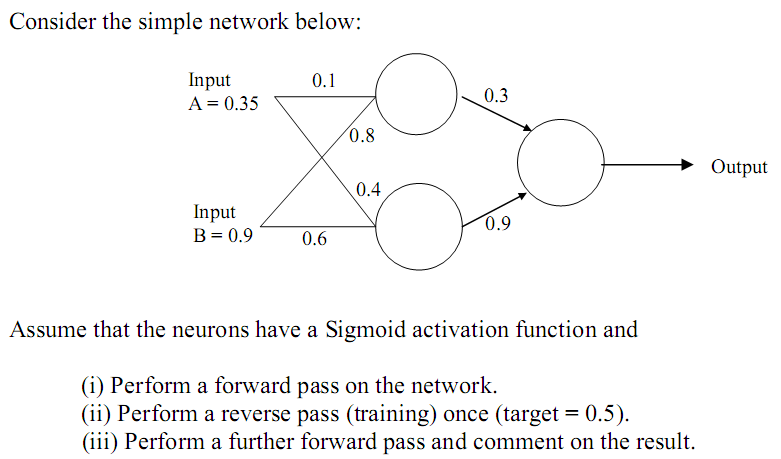 Consider the simple network below:
Input
A = 0.35
0.1
0.3
0.8
Output
0.4
Input
B = 0.9
0.6
0.9
Assume that the neurons have a Sigmoid activation function and
(i) Perform a forward pass on the network.
(ii) Perform a reverse pass (training) once (target = 0.5).
(iii) Perform a further forward pass and comment on the result.